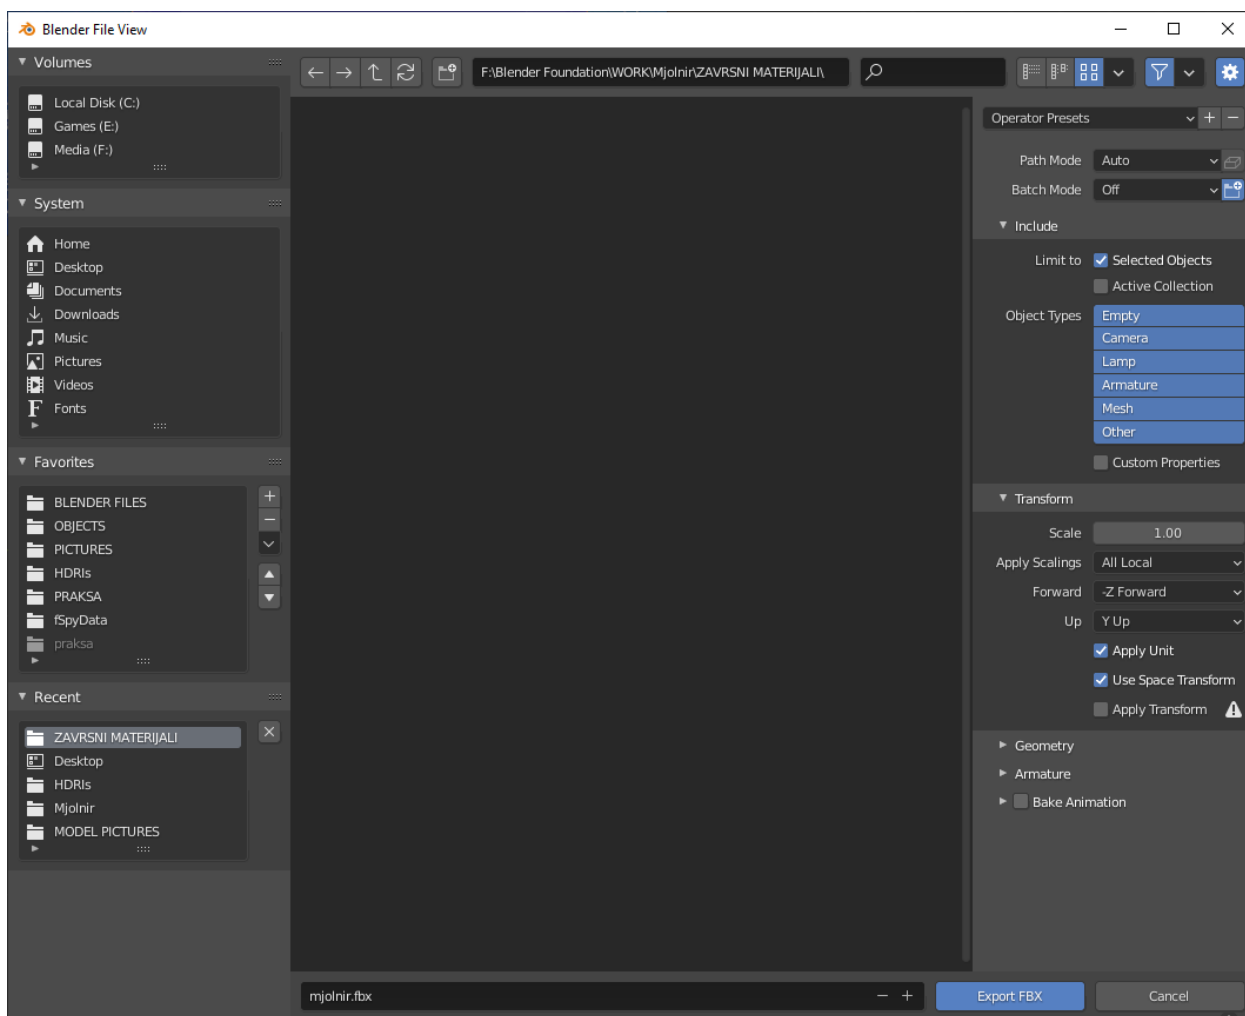 Blender File View
Volumes
Local Disk (C:)
Games (E:)
Media (F:)
System
Home
Desktop
Documents
Downloads
Music
Pictures
Videos
Fonts
Favorites
BLENDER FILES
OBJECTS
PICTURES
HDRIs
PRAKSA
fSpyData
praksa
Recent
ZAVRSNI MATERIJALI
Desktop
HDRIs
Mjolnir
MODEL PICTURES
F:\Blender Foundation\WORK\Mjolnir\ZAVRSNI MATERIJALI\
mjolnir.fbx
Operator Presets
Path Mode Auto
Batch Mode Off
Include
Limit to Selected Objects
Active Collection
Object Types Empty
Camera
Lamp
Armature
Mesh
Other
Custom Properties
Transform
Scale 1.00
Apply Scalings All Local
Forward -Z Forward
Up Y Up
Apply Unit
Use Space Transform
Apply Transform
Geometry
Armature
Bake Animation
Export FBX Cancel